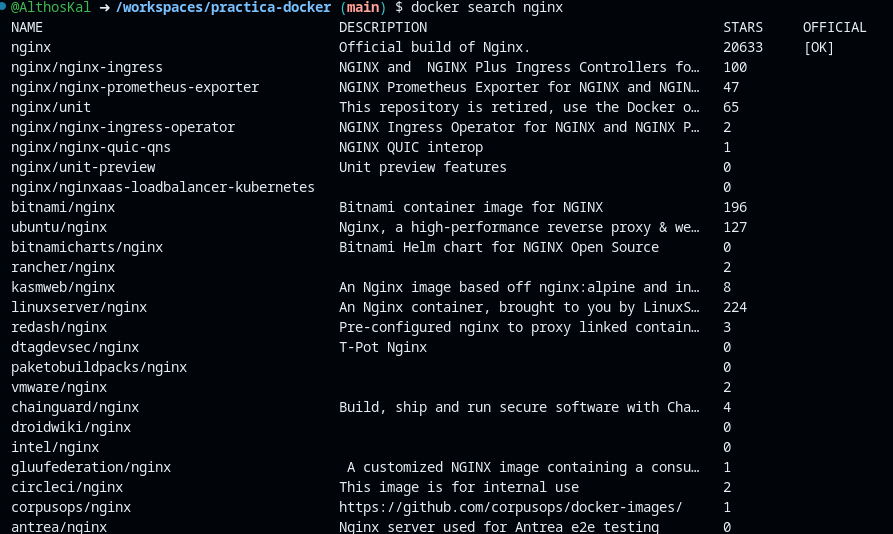 @AlthosKal ➜ /workspaces/practica-docker (main) $ docker search nginx
NAME DESCRIPTION STARS OFFICIAL
nginx Official build of Nginx. 20633 [OK]
nginx/nginx-ingress NGINX and  NGINX Plus Ingress Controllers fo… 100
nginx/nginx-prometheus-exporter NGINX Prometheus Exporter for NGINX and NGIN… 47
nginx/unit This repository is retired, use the Docker o… 65
nginx/nginx-ingress-operator NGINX Ingress Operator for NGINX and NGINX P… 2
nginx/nginx-quic-qns NGINX QUIC interop 1
nginx/unit-preview Unit preview features 0
nginx/nginxaas-loadbalancer-kubernetes 0
bitnami/nginx Bitnami container image for NGINX 196
ubuntu/nginx Nginx, a high-performance reverse proxy & we… 127
bitnamicharts/nginx Bitnami Helm chart for NGINX Open Source 0
rancher/nginx 2
kasmweb/nginx An Nginx image based off nginx:alpine and in… 8
linuxserver/nginx An Nginx container, brought to you by LinuxS… 224
redash/nginx Pre-configured nginx to proxy linked contain… 3
dtagdevsec/nginx T-Pot Nginx 0
paketobuildpacks/nginx 0
vmware/nginx 2
chainguard/nginx Build, ship and run secure software with Cha… 4
droidwiki/nginx 0
intel/nginx 0
gluufederation/nginx A customized NGINX image containing a consu… 1
circleci/nginx This image is for internal use 2
corpusops/nginx https://github.com/corpusops/docker-images/ 1
antrea/nginx Nginx server used for Antrea e2e testing 0